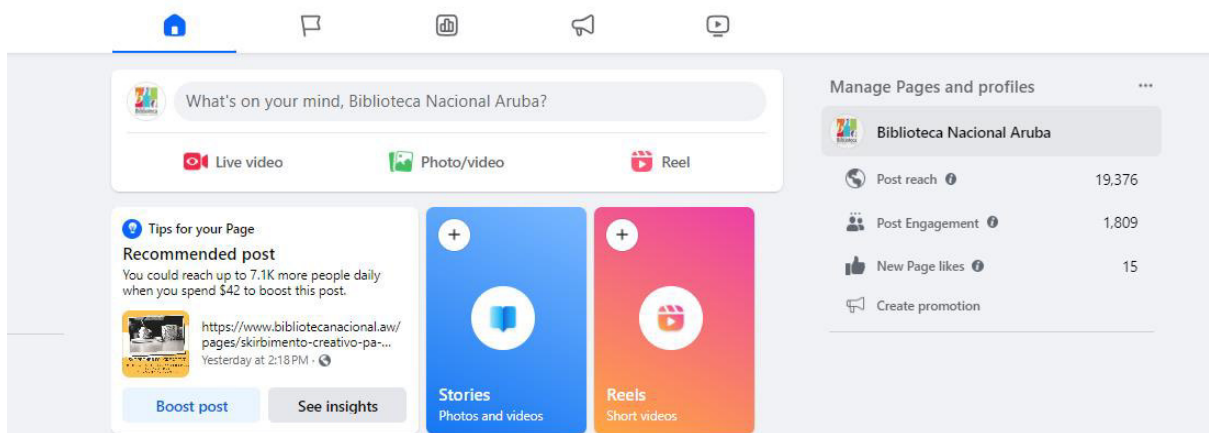 What's on your mind, Biblioteca Nacional Aruba?
Live video
Photo/video
Reel
Tips for your Page
Recommended post
You could reach up to 7.1K more people daily
when you spend $42 to boost this post.
https://www.bibliotecanacional.aw/
pages/skirbimento-creativo-pa-...
Yesterday at 2:18 PM ·
Boost post
See insights
Stories
Photos and videos
Reels
Short videos
Manage Pages and profiles
Biblioteca Nacional Aruba
Post reach 19,376
Post Engagement 1,809
New Page likes 15
Create promotion